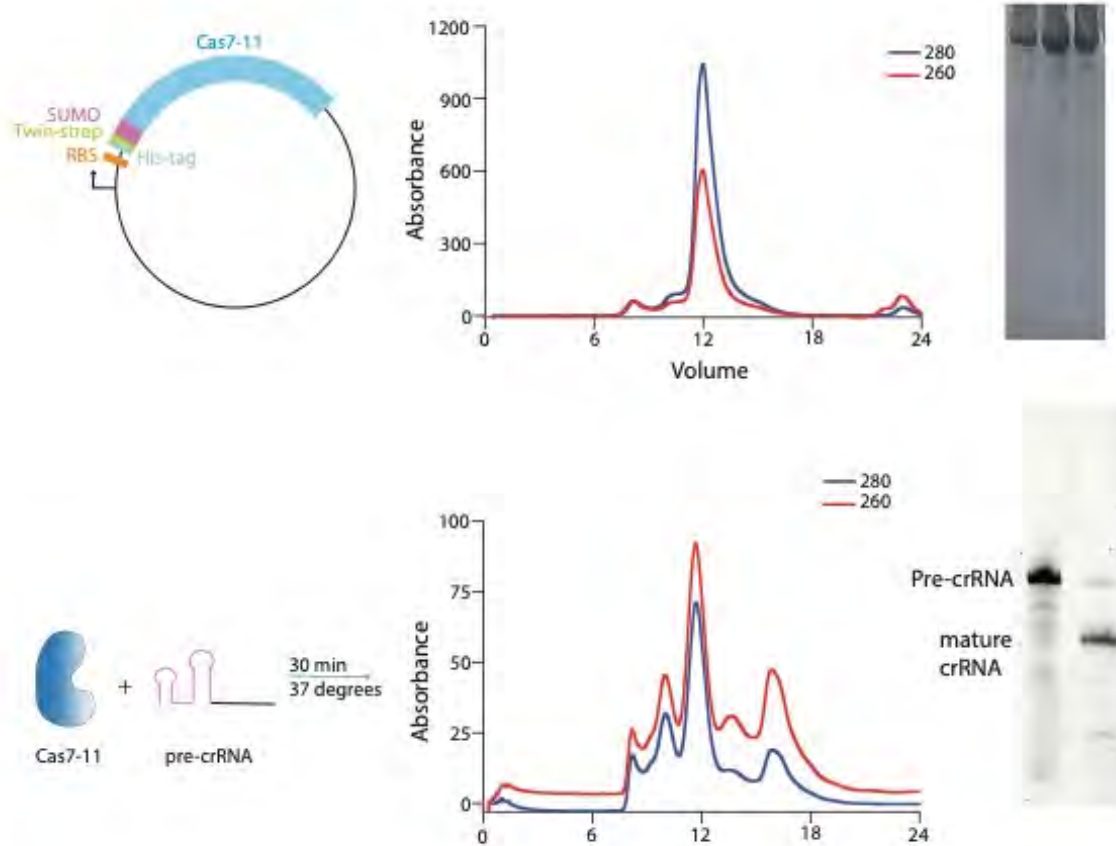 Cas7-11
SUMO
Twin-strep
RBS
His-tag
1200
900
600
300
0
Absorbance
0 6 12 18 24
Volume
280
260
280
260
100
75
50
25
0
Absorbance
0 6 12 18 24
Cas7-11
+
pre-crRNA
30 min
37 degrees
Pre-crRNA
mature
crRNA